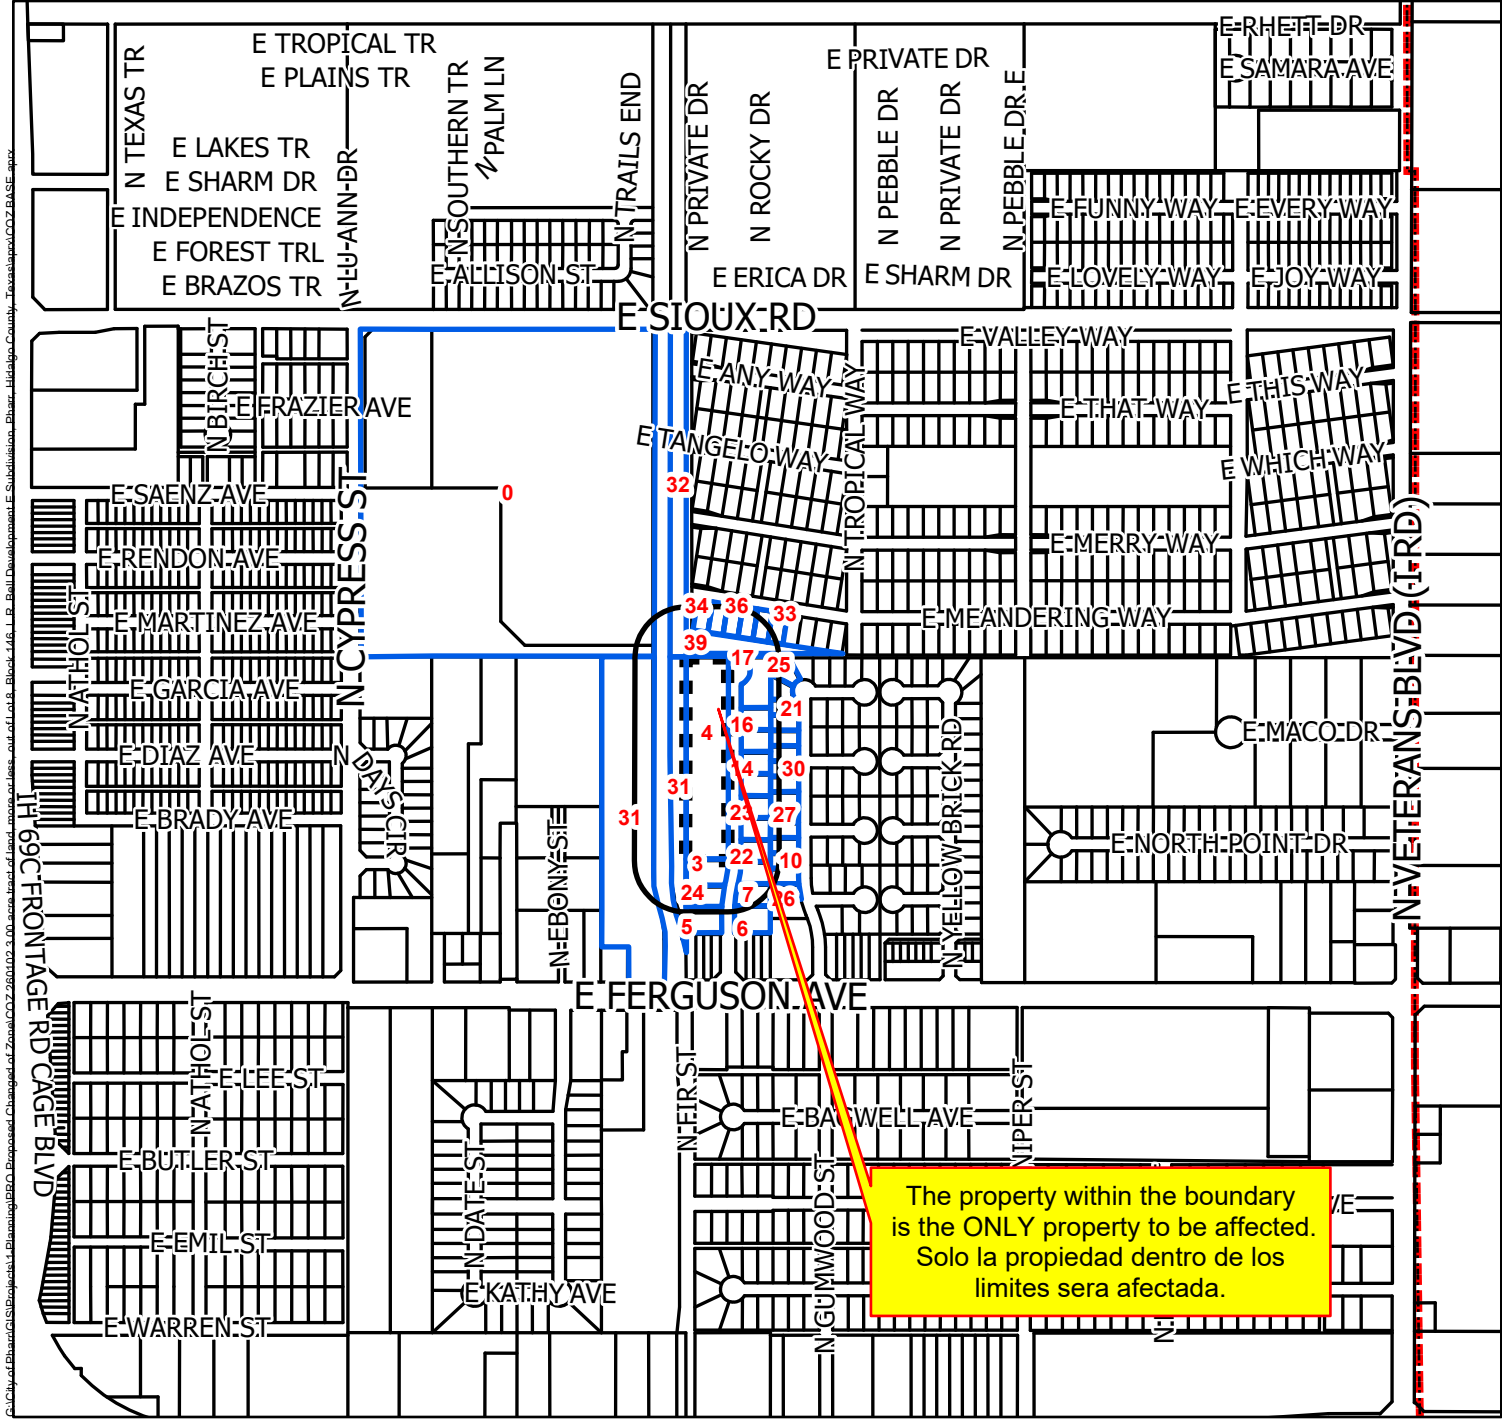 E RHETT DR
E SAMARA AVE
E TROPICAL TR
E PLAINS TR
E PRIVATE DR
N TEXAS TR
N SOUTHERN TR
N PALM LN
N TRAILS END
N PRIVATE DR
N ROCKY DR
N PEBBLE DR
N PRIVATE DR
N PEBBLE DR E
E LAKES TR
E SHARM DR
E INDEPENDENCE
E FOREST TRL
E BRAZOS TR
N LU ANN DR
E ALLISON ST
E ERICA DR
E SHARM DR
E FUNNY WAY
E EVERY WAY
E LOVELY WAY
E JOY WAY
E SIOUX RD
E VALLEY WAY
N BIRCH ST
E FRAZIER AVE
E ANY WAY
E TANGELO WAY
N TROPICAL WAY
E THAT WAY
E THIS WAY
E WHICH WAY
E SAENZ AVE
0
32
E RENDON AVE
E MERRY WAY
N CYPRESS ST
N ATHOL ST
E MARTINEZ AVE
34
36
33
E MEANDERING WAY
39
17
25
E GARCIA AVE
21
4
16
E DIAZ AVE
N DAYS CIR
E MACO DR
14
30
31
31
23
27
E BRADY AVE
N EBONY ST
N YELLOW BRICK RD
E NORTH POINT DR
N VETERANS BLVD (I RD)
3
22
10
24
7
26
5
6
IH 69C FRONTAGE RD CAGE BLVD
E FERGUSON AVE
N ATHOL ST
E LEE ST
N FIR ST
E BAGWELL AVE
NIPER ST
E BUTLER ST
N DATE ST
N GUMWOOD ST
E EMIL ST
E KATHY AVE
E WARREN ST
VE
N
The property within the boundary
is the ONLY property to be affected.
Solo la propiedad dentro de los
limites sera afectada.